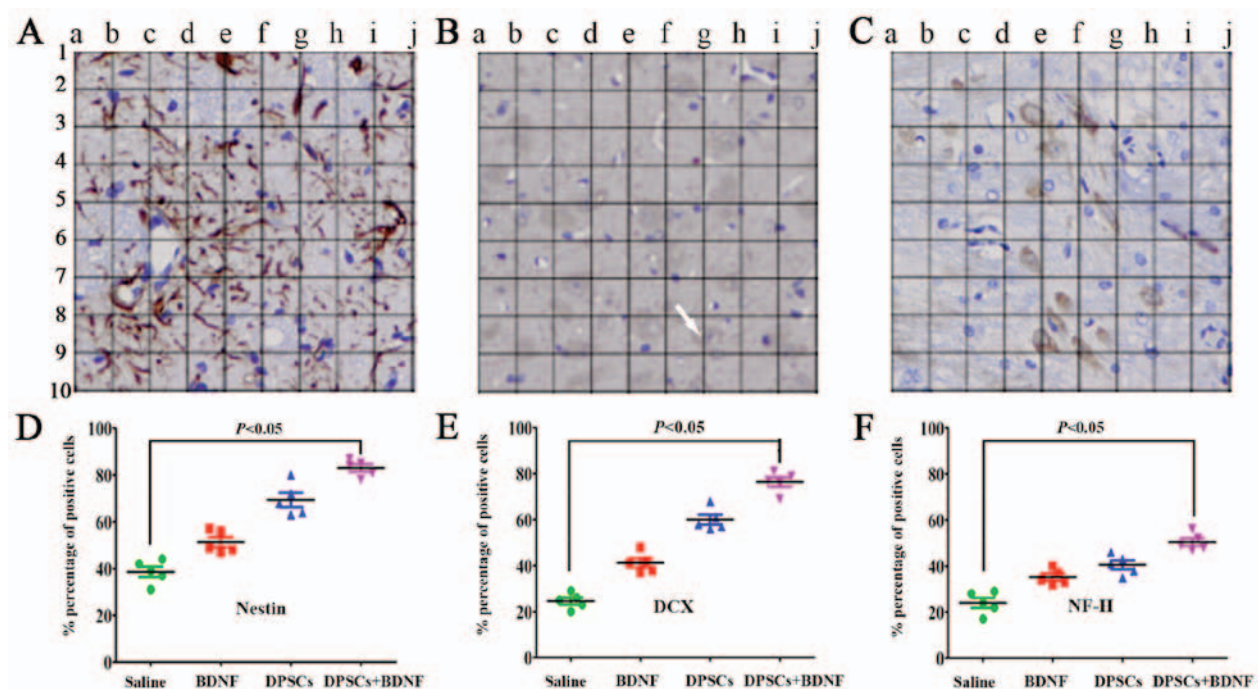 A B C
a b c d e f g h i j
a b c d e f g h i j
a b c d e f g h i j
1
2
3
4
5
6
7
8
9
10
D
% percentage of positive cells
100
80
60
40
20
0
P<0.05
Nestin
Saline BDNF DPSCs DPSCs+BDNF
E
% percentage of positive cells
100
80
60
40
20
0
P<0.05
DCX
Saline BDNF DPSCs DPSCs+BDNF
F
% percentage of positive cells
100
80
60
40
20
0
P<0.05
NF-H
Saline BDNF DPSCs DPSCs+BDNF